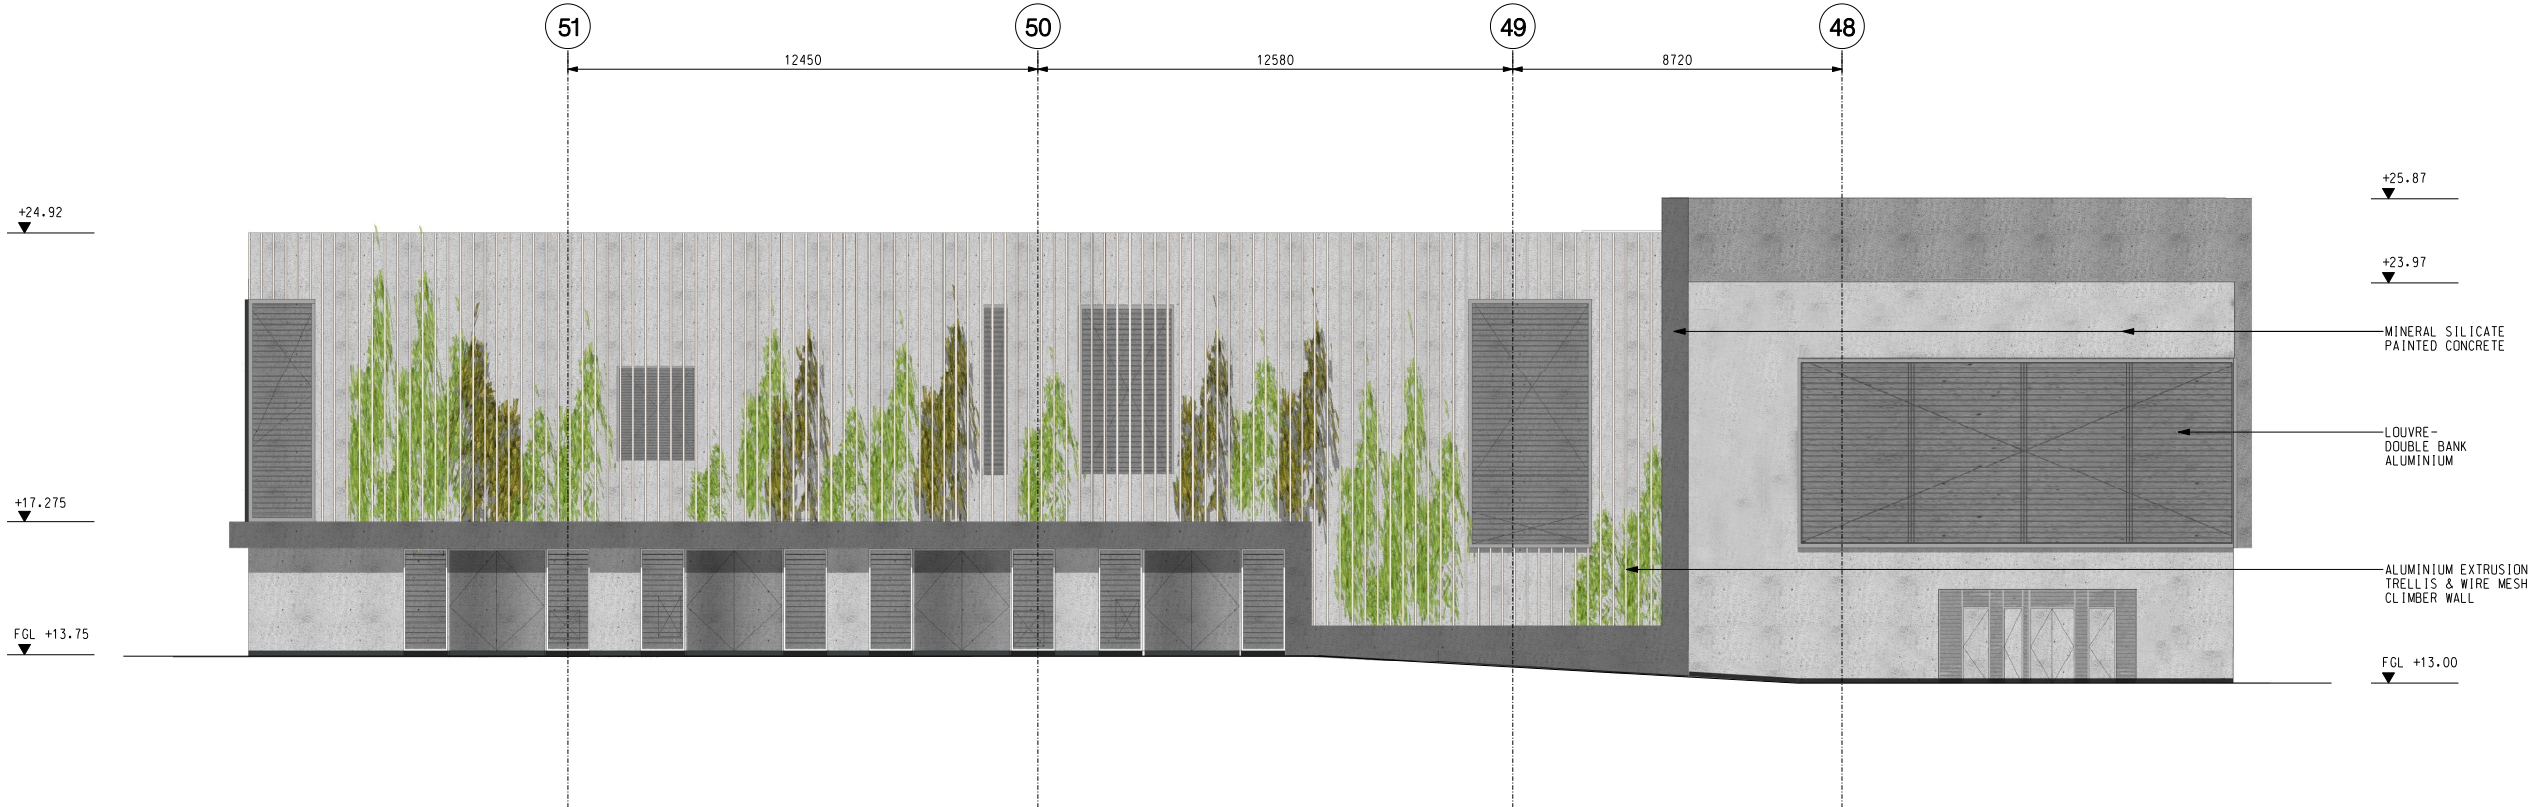 51
50
49
48
12450
12580
8720
+25.87
+24.92
+23.97
MINERAL SILICATE
PAINTED CONCRETE
LOUVRE-
DOUBLE BANK
ALUMINIUM
+17.275
ALUMINIUM EXTRUSION
TRELLIS & WIRE MESH
CLIMBER WALL
FGL +13.75
FGL +13.00